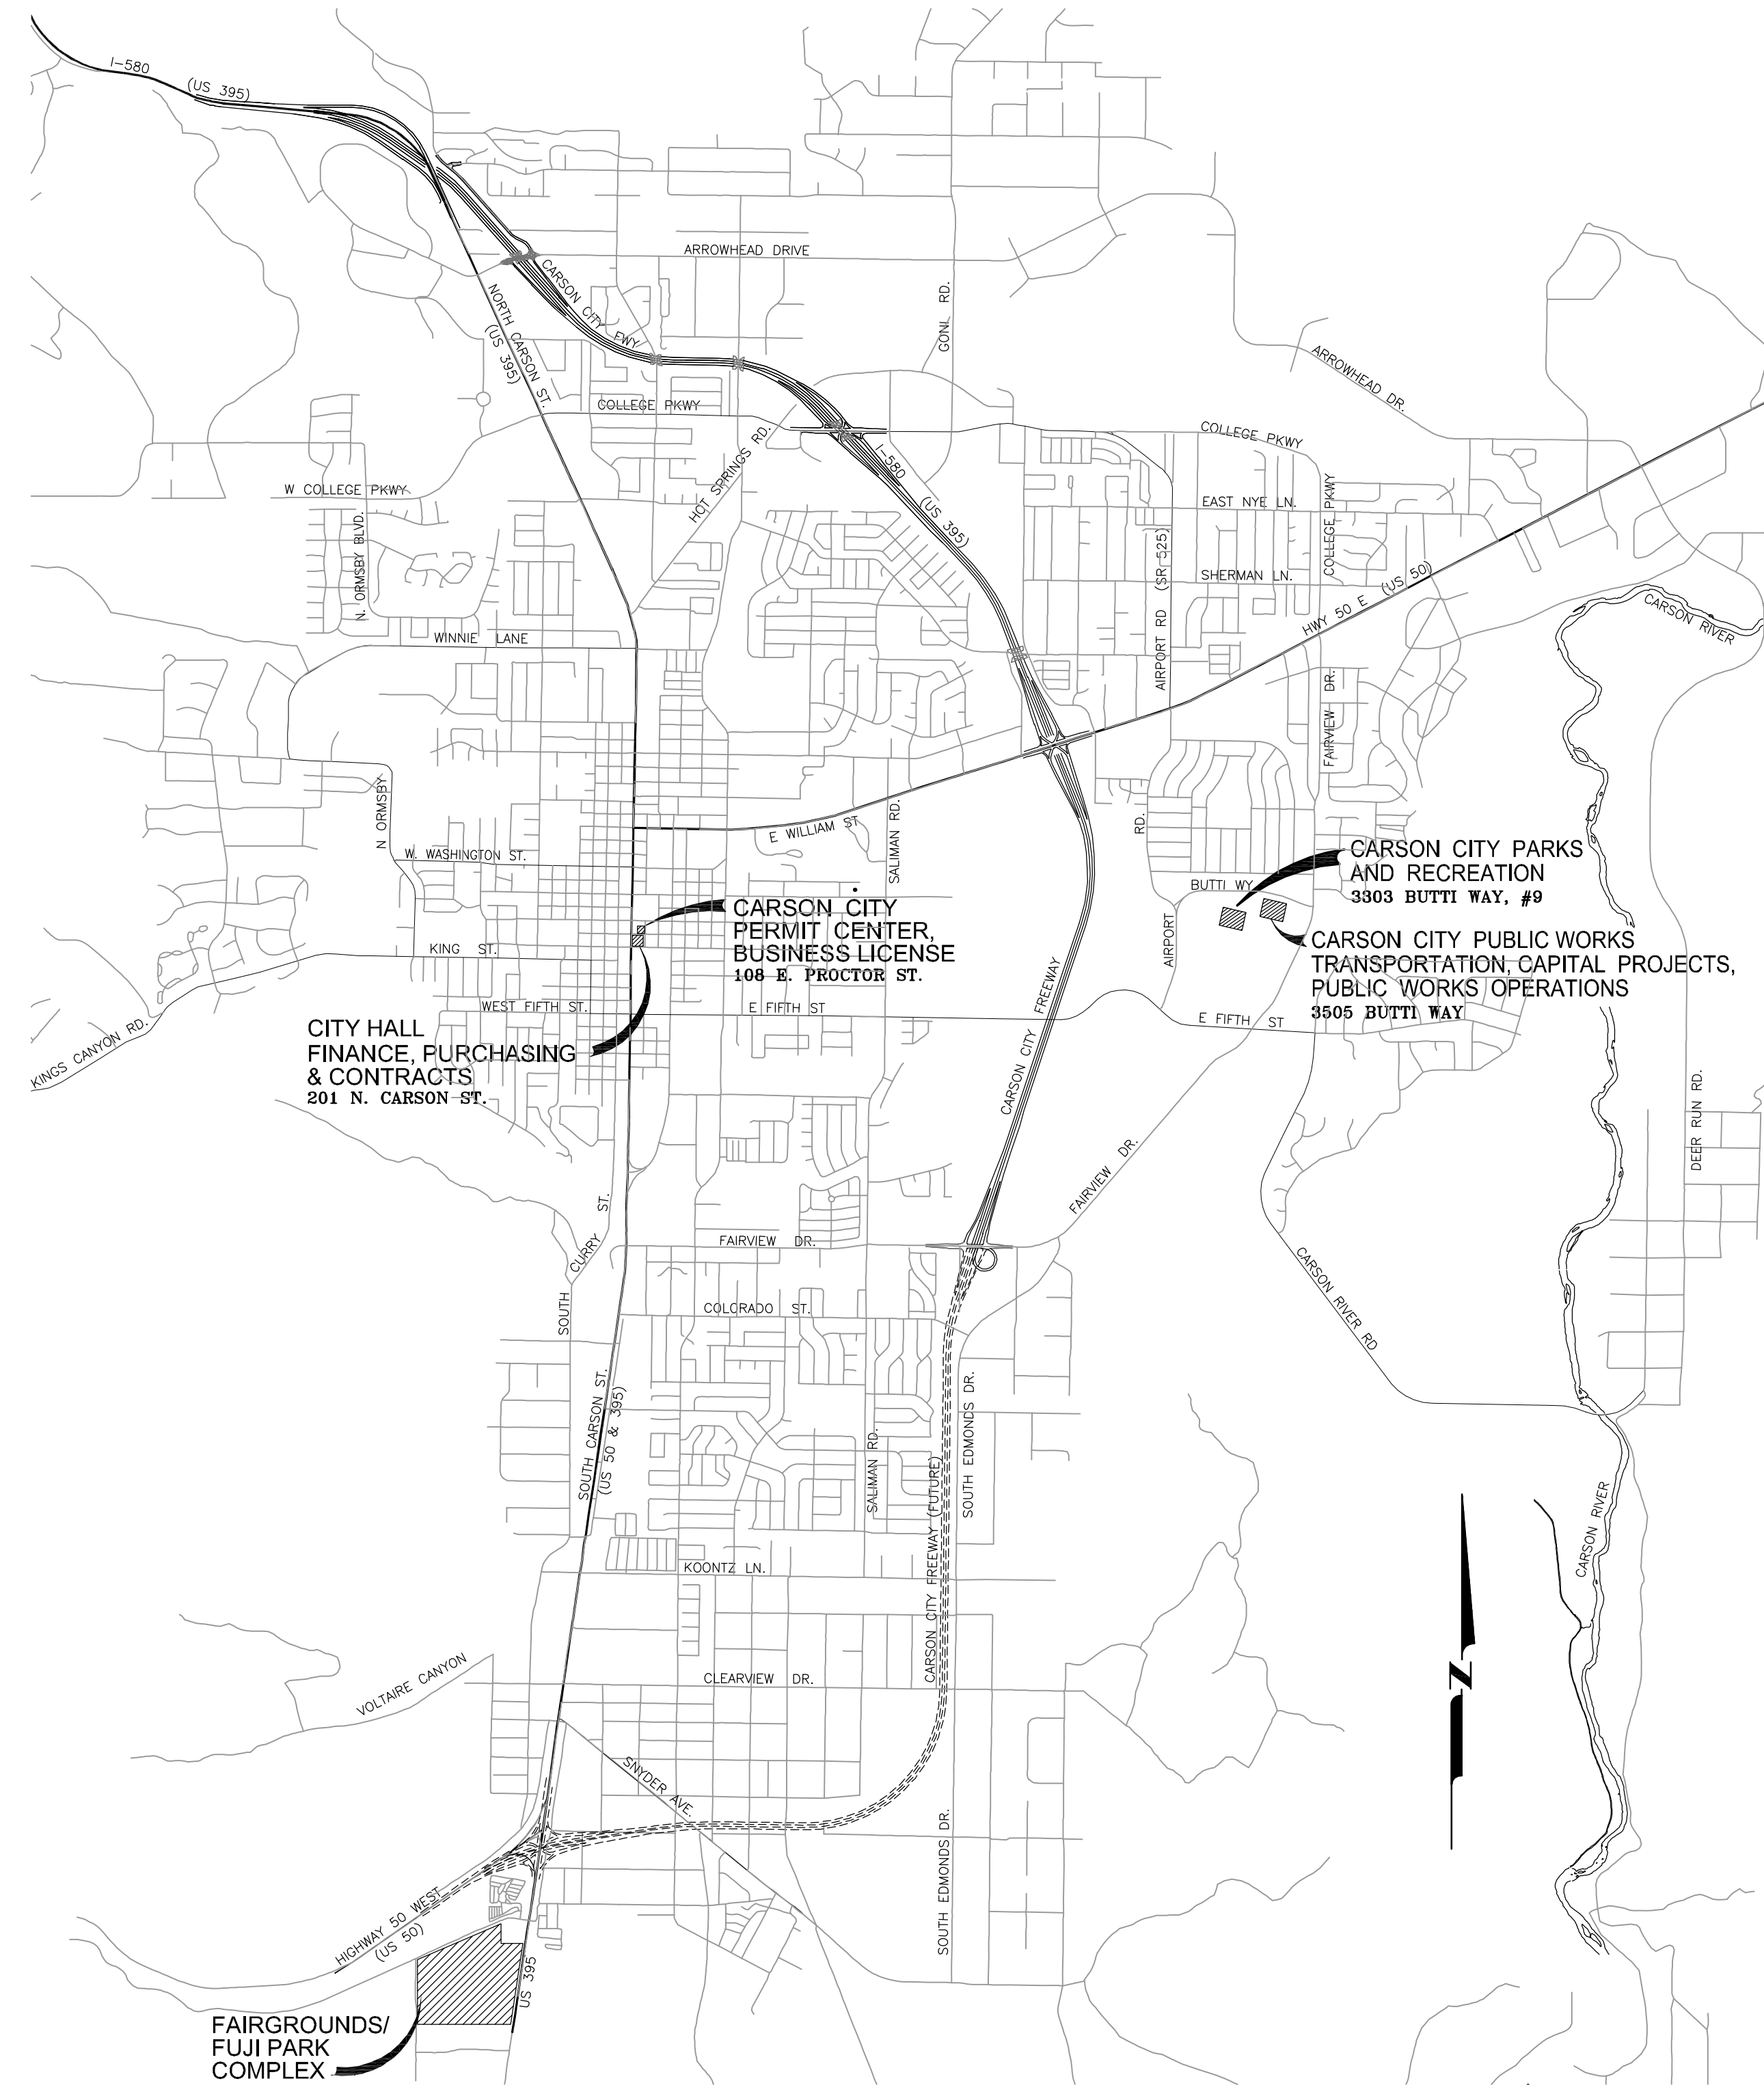 I-580
(US 395)
ARROWHEAD DRIVE
CARSON CITY FWY
NORTH CARSON ST.
(US 395)
GONI RD.
ARROWHEAD DR.
COLLEGE PKWY
HOT SPRINGS RD.
I-580
(US 395)
COLLEGE PKWY
W COLLEGE PKWY
N. ORMSBY BLVD.
EAST NYE LN.
COLLEGE PKWY
AIRPORT RD (SR 525)
SHERMAN LN.
HWY 50 E (US 50)
CARSON RIVER
WINNIE LANE
FAIRVIEW DR.
N ORMSBY
E WILLIAM ST
SALIMAN RD.
AIRPORT RD.
W. WASHINGTON ST.
CARSON CITY PARKS
AND RECREATION
3303 BUTTI WAY, #9
BUTTI WY
CARSON CITY
PERMIT CENTER,
BUSINESS LICENSE
108 E. PROCTOR ST.
CARSON CITY PUBLIC WORKS
TRANSPORTATION, CAPITAL PROJECTS,
PUBLIC WORKS OPERATIONS
3505 BUTTI WAY
KING ST.
WEST FIFTH ST.
E FIFTH ST
E FIFTH ST
CITY HALL
FINANCE, PURCHASING
& CONTRACTS
201 N. CARSON ST.
KINGS CANYON RD.
CARSON CITY FREEWAY
DEER RUN RD.
FAIRVIEW DR.
SOUTH CURRY ST.
FAIRVIEW DR.
CARSON RIVER RD
COLORADO ST.
SOUTH CARSON ST.
(US 50 & 395)
SALIMAN RD.
SOUTH EDMONDS DR.
CARSON CITY FREEWAY (FUTURE)
CARSON RIVER
KOONTZ LN.
N
CLEARVIEW DR.
VOLTAIRE CANYON
SNYDER AVE.
SOUTH EDMONDS DR.
HIGHWAY 50 WEST
(US 50)
US 395
FAIRGROUNDS/
FUJI PARK
COMPLEX